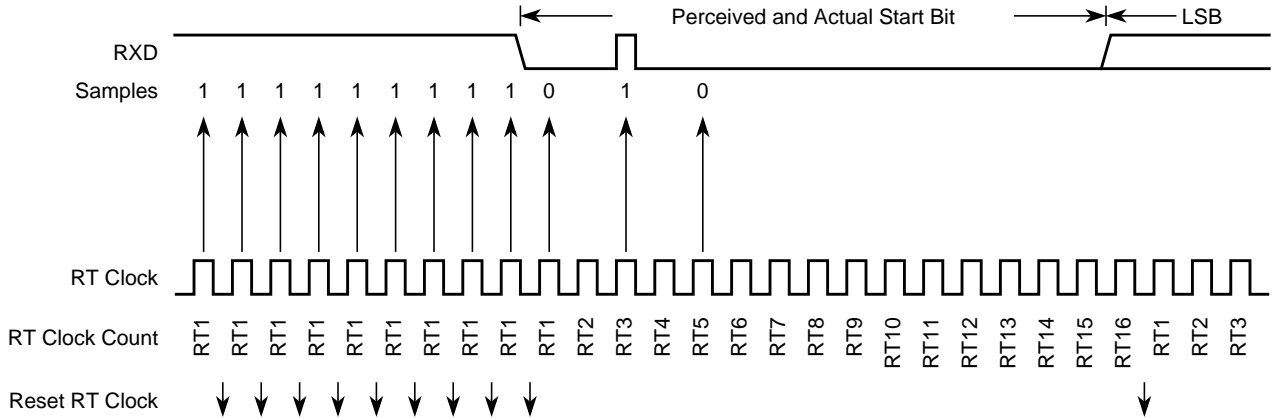 Perceived and Actual Start Bit LSB
RXD
Samples 1 1 1 1 1 1 1 1 1 0 1 0
RT Clock
RT Clock Count RT1 RT1 RT1 RT1 RT1 RT1 RT1 RT1 RT1 RT1 RT2 RT3 RT4 RT5 RT6 RT7 RT8 RT9 RT10 RT11 RT12 RT13 RT14 RT15 RT16 RT1 RT2 RT3
Reset RT Clock